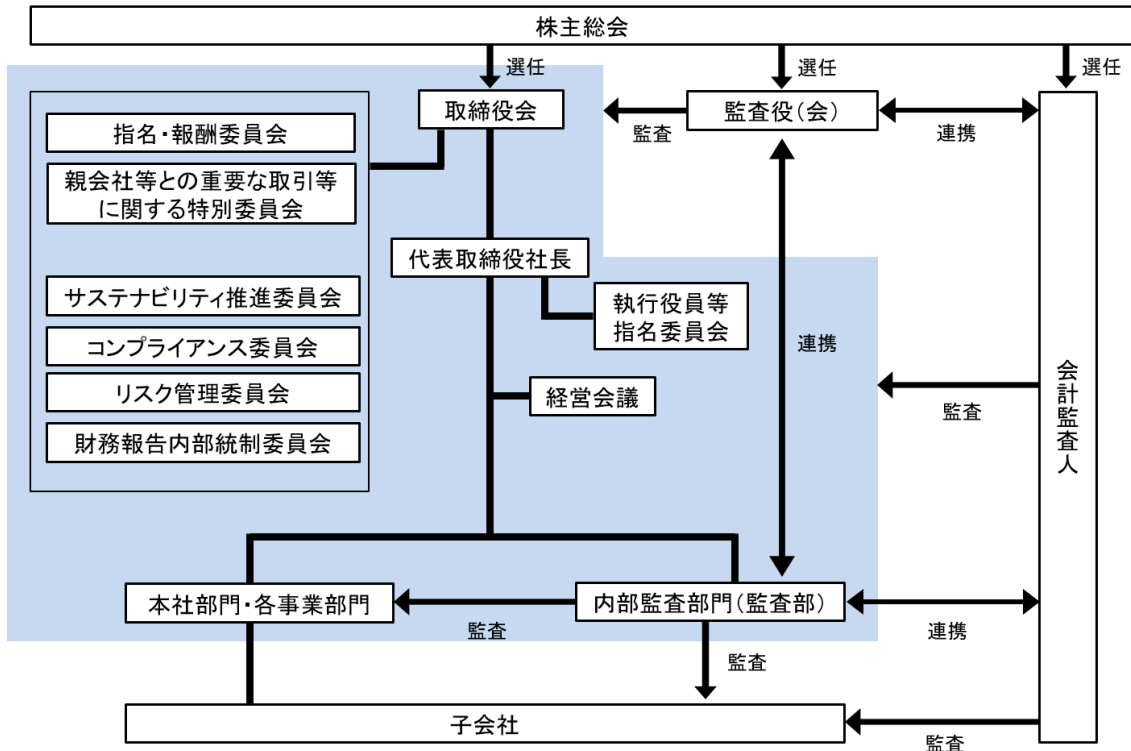 株主総会
選任
選任
選任
取締役会
監査役(会)
監査
連携
指名・報酬委員会
親会社等との重要な取引等
に関する特別委員会
代表取締役社長
サステナビリティ推進委員会
執行役員等
指名委員会
コンプライアンス委員会
連携
リスク管理委員会
経営会議
監査
会計監査人
財務報告内部統制委員会
本社部門・各事業部門
内部監査部門(監査部)
監査
連携
監査
子会社
監査